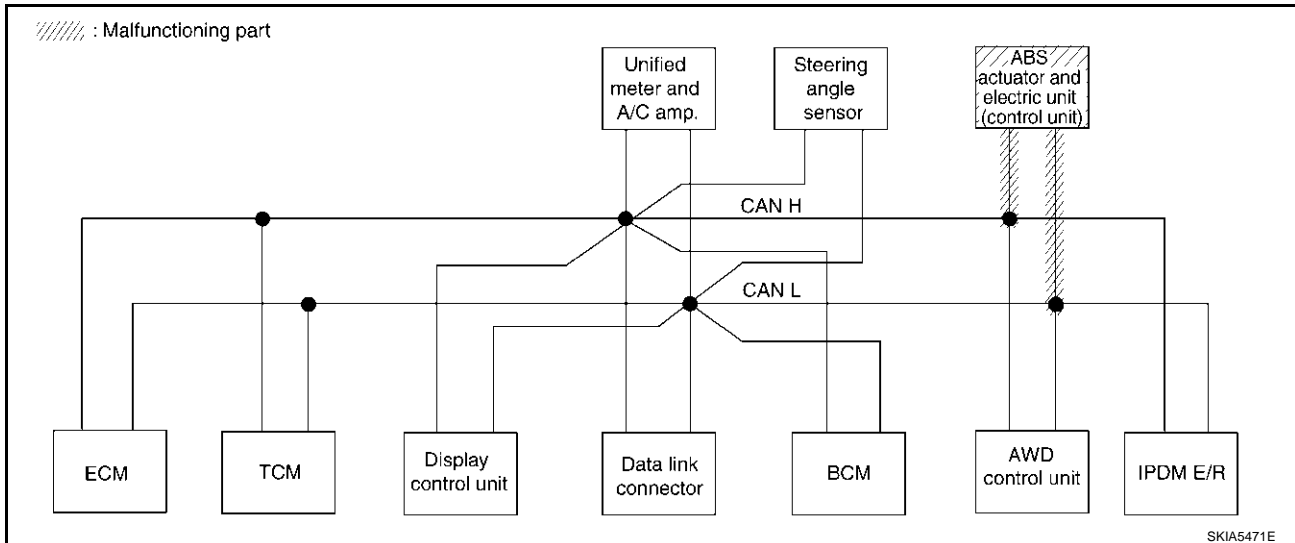 : Malfunctioning part
Unified
meter and
A/C amp.
Steering
angle
sensor
ABS
actuator and
electric unit
(control unit)
CAN H
CAN L
ECM
TCM
Display
control unit
Data link
connector
BCM
AWD
control unit
IPDM E/R
SKIA5471E